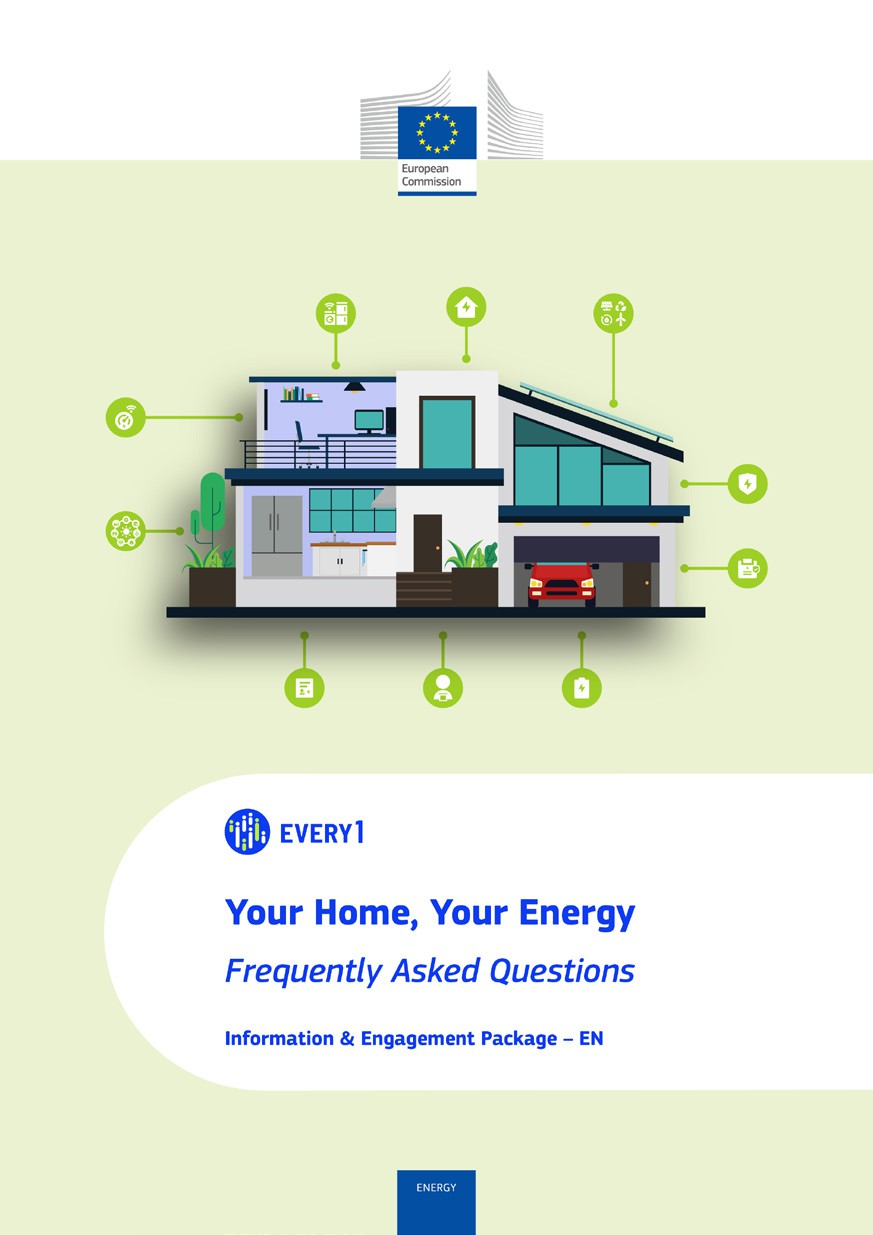 European
Commission
EVERY1
Your Home, Your Energy
Frequently Asked Questions
Information & Engagement Package – EN
ENERGY